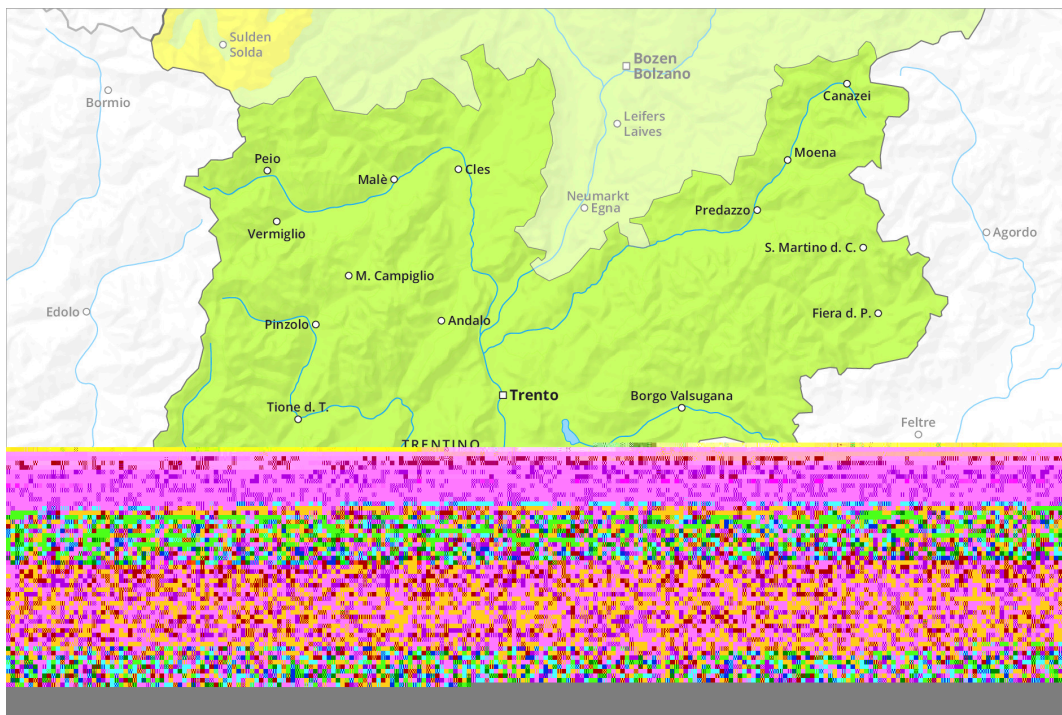 Sulden
Solda
Bozen
Bolzano
Bormio
Canazei
Leifers
Laives
Moena
Peio
Malè
Cles
Neumarkt
Egna
Predazzo
Vermiglio
Agordo
S. Martino d. C.
M. Campiglio
Edolo
Pinzolo
Andalo
Fiera d. P.
Trento
Borgo Valsugana
Tione d. T.
Feltre
TRENTINO